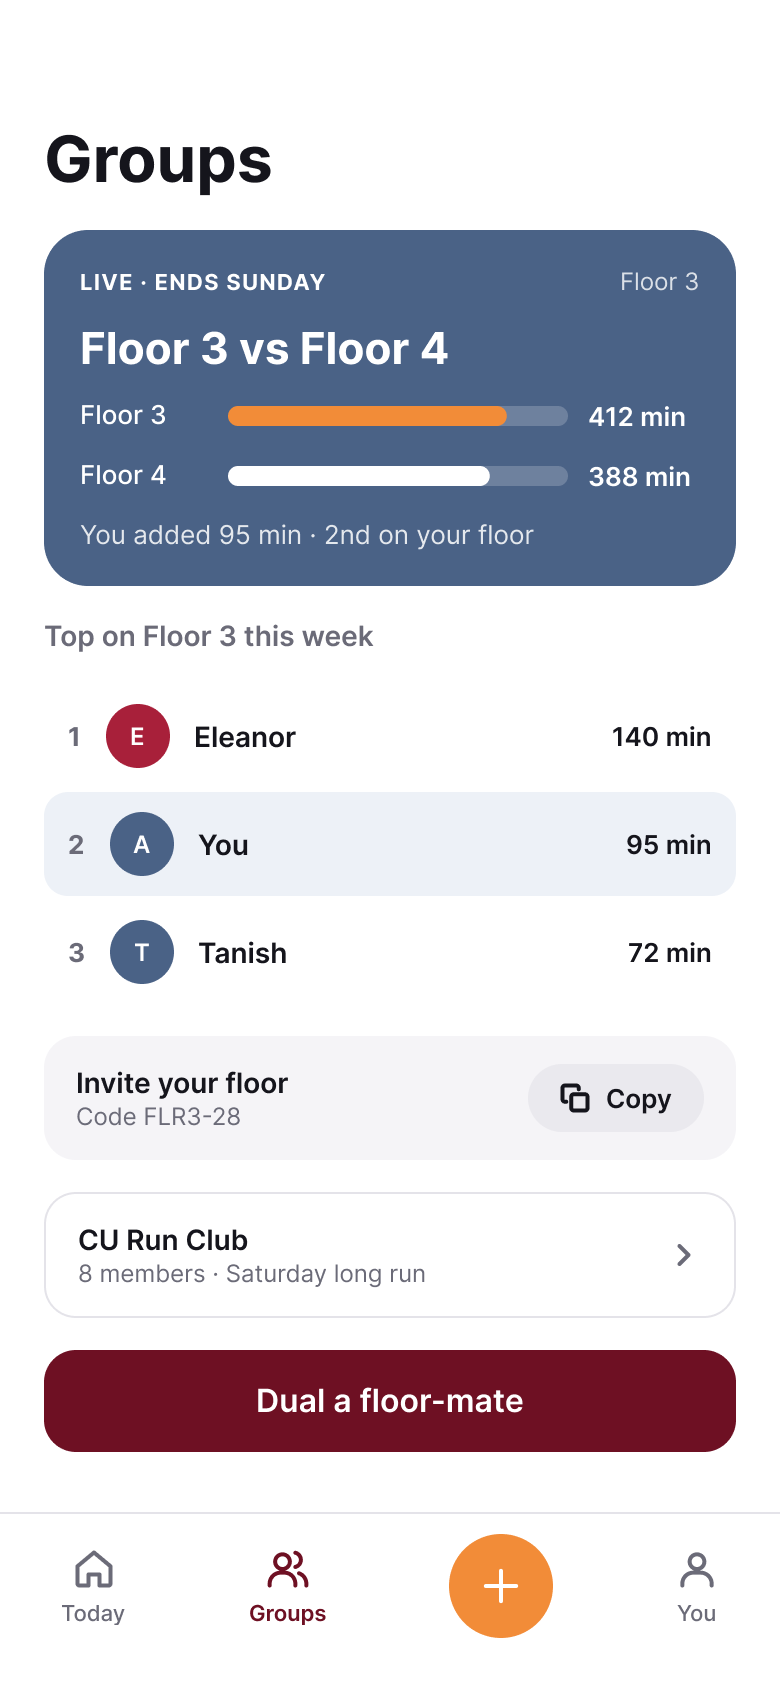 Groups
LIVE · ENDS SUNDAY
Floor 3
Floor 3 vs Floor 4
Floor 3
412 min
Floor 4
388 min
You added 95 min · 2nd on your floor
Top on Floor 3 this week
1 E Eleanor 140 min
2 A You 95 min
3 T Tanish 72 min
Invite your floor
Code FLR3-28
Copy
CU Run Club
8 members · Saturday long run
Dual a floor-mate
Today
Groups
You